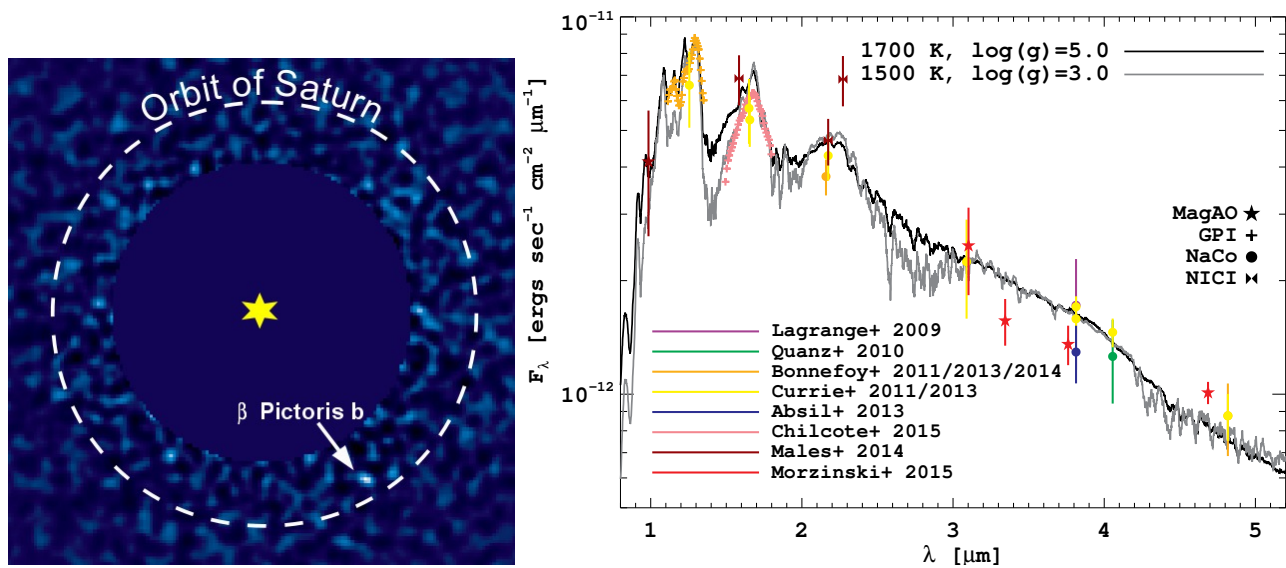 Orbit of Saturn
β Pictoris b
10⁻¹¹
10⁻¹²
F_λ [ergs sec⁻¹ cm⁻² μm⁻¹]
1700 K, log(g)=5.0
1500 K, log(g)=3.0
MagAO
GPI
NaCo
NICI
Lagrange+ 2009
Quanz+ 2010
Bonnefoy+ 2011/2013/2014
Currie+ 2011/2013
Absil+ 2013
Chilcote+ 2015
Males+ 2014
Morzinski+ 2015
1 2 3 4 5
λ [μm]